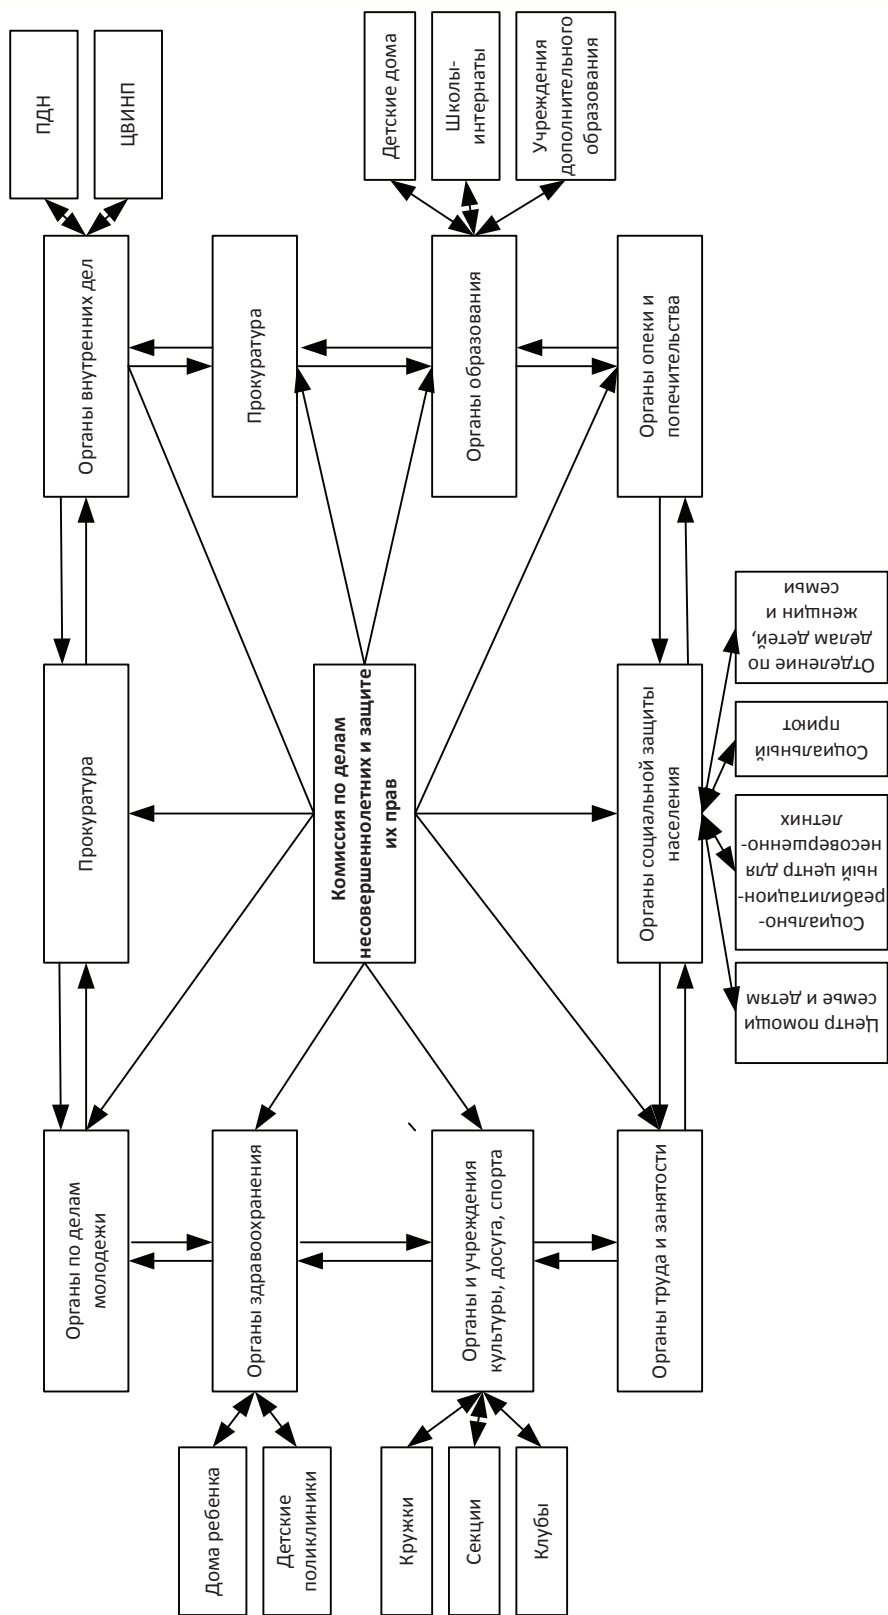 Органы по делам
молодежи
Прокуратура
Органы внутренних дел
ПДН
ЦВИНП
Дома ребенка
Детские
поликлиники
Органы здравоохранения
Прокуратура
Комиссия по делам
несовершеннолетних и защите
их прав
Кружки
Секции
Клубы
Органы и учреждения
культуры, досуга, спорта
Органы образования
Детские дома
Школы-
интернаты
Учреждения
дополнительного
образования
Органы труда и занятости
Органы социальной защиты
населения
Органы опеки и
попечительства
Центр помощи
семье и детям
Социально-
реабилитацион-
ный центр для
несовершенно-
летних
Социальный
приют
Отделение по
делам детей,
женщин и
семьи